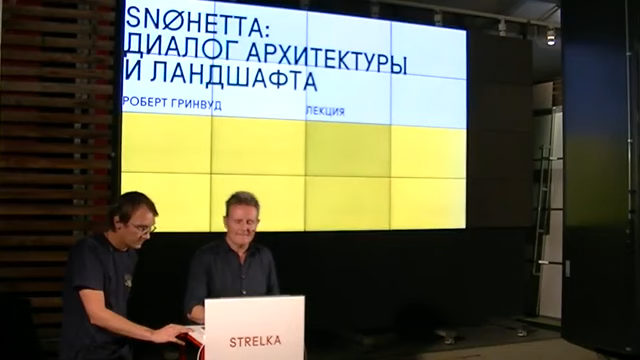 SNØHETTA:
ДИАЛОГ АРХИТЕКТУРЫ
И ЛАНДШАФТА
РОБЕРТ ГРИНВУД ЛЕКЦИЯ
STRELKA